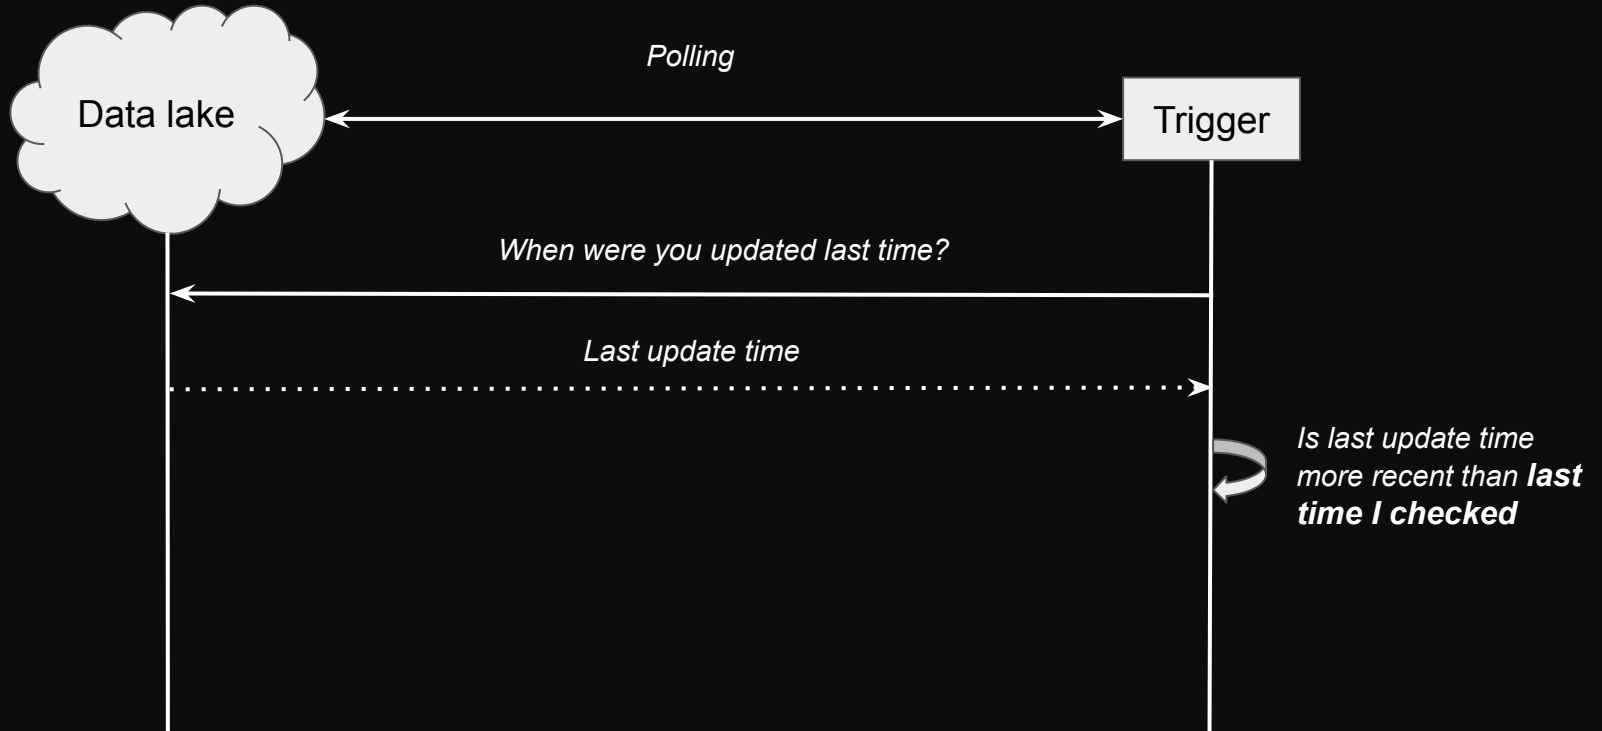 Polling
Data lake
Trigger
When were you updated last time?
Last update time
Is last update time
more recent than last
time I checked